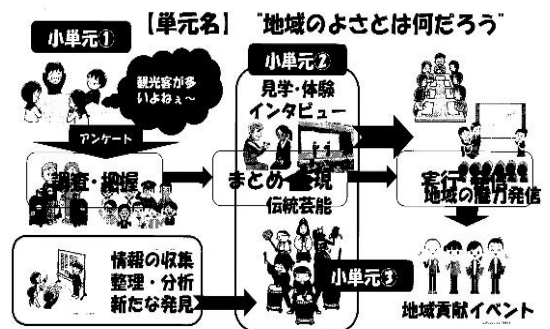 【単元名】 “地域のよさとは何だろう”
小単元①
観光客が多
いよねぇ～
アンケート
調査・把握
情報の収集
整理・分析
新たな発見
小単元②
見学・体験
インタビュー
まとめ・表現
伝統芸能
小単元③
実行
地域の魅力発信
地域貢献イベント